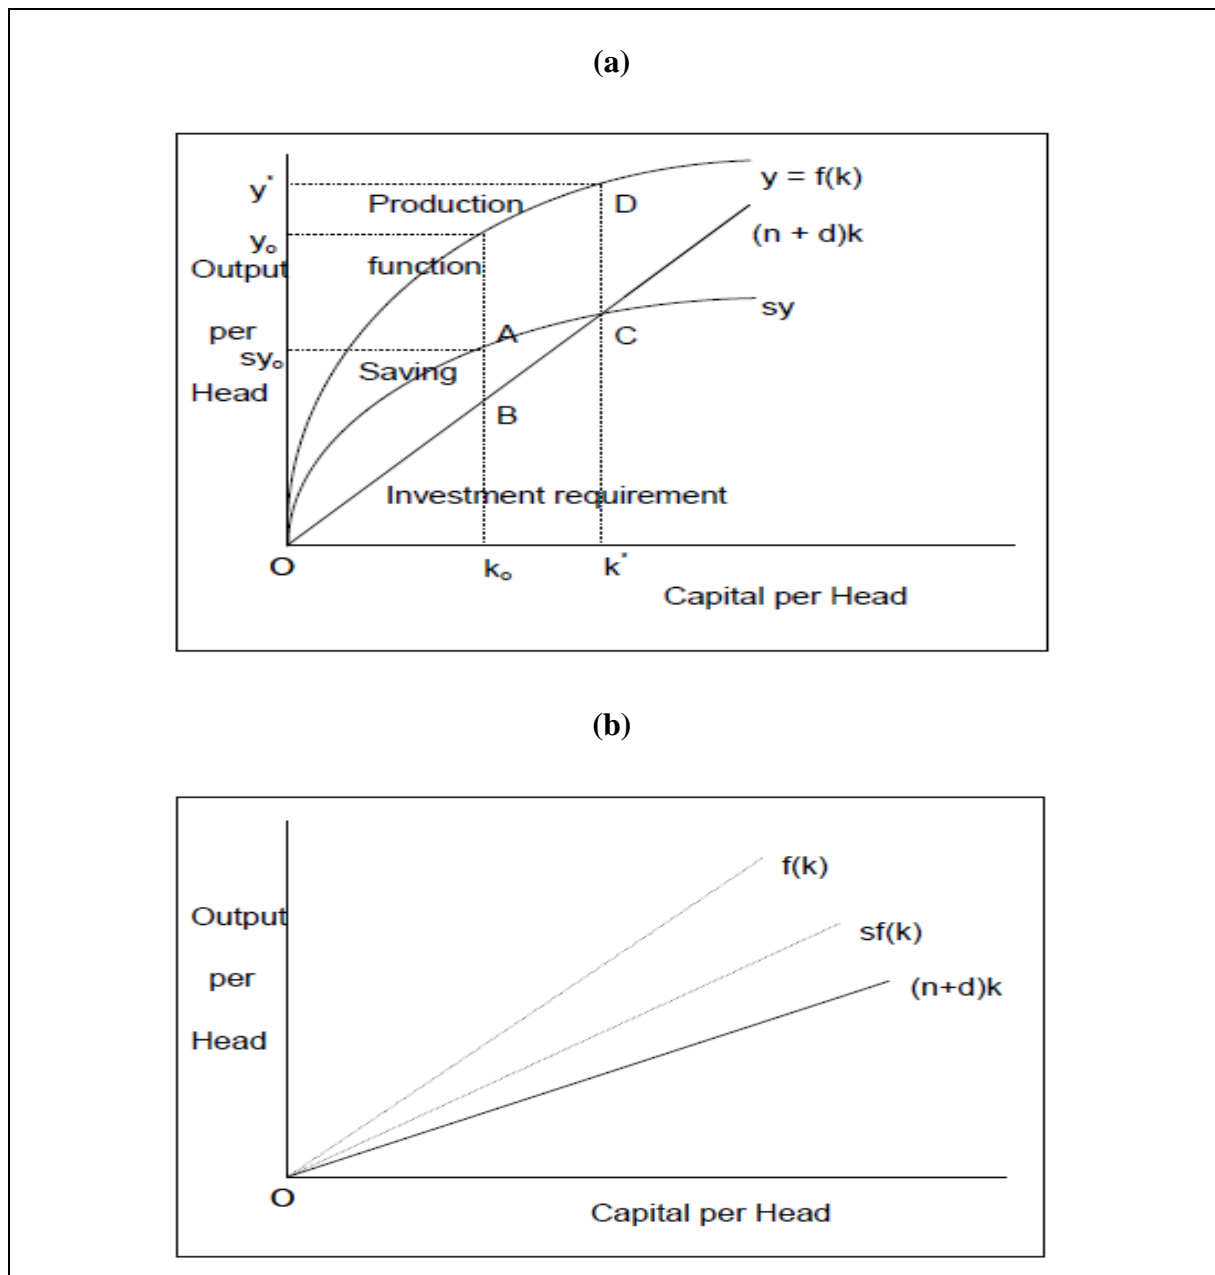 (a)
y*
Production
D
y = f(k)
yo
(n + d)k
Output
function
per
A
C
sy
syo
Saving
Head
B
Investment requirement
O
ko
k*
Capital per Head
(b)
f(k)
Output
sf(k)
per
(n+d)k
Head
O
Capital per Head